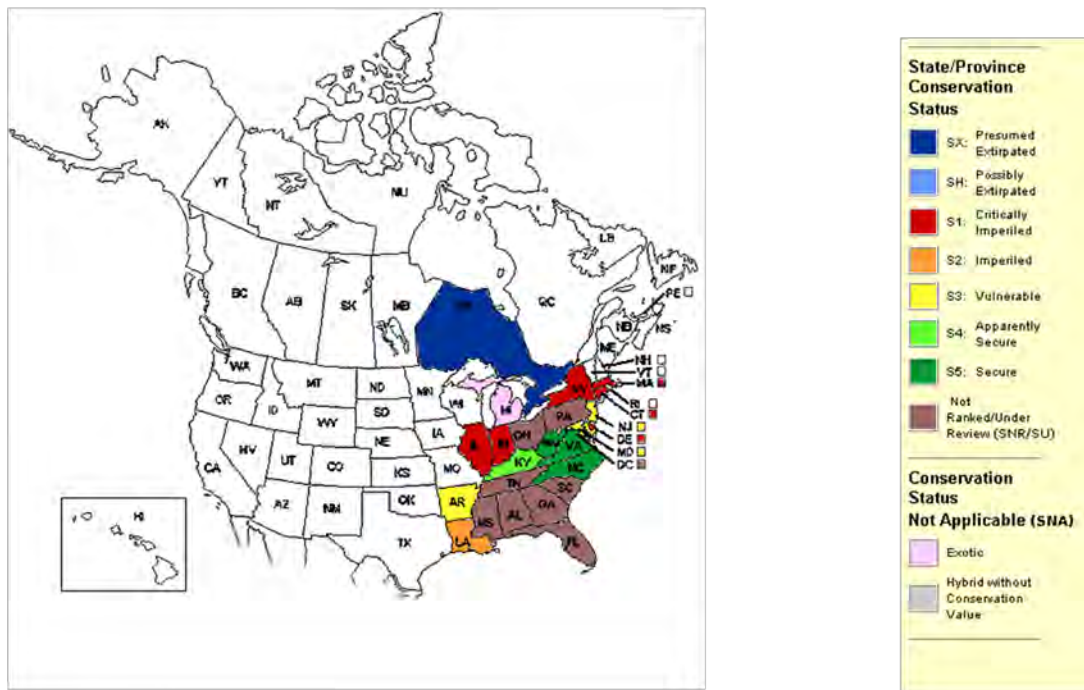 AK
YT
NT
NU
BC
AB
SK
MB
QC
LB
NF
PE
NB
NS
ME
NH
VT
MA
RI
CT
NJ
DE
MD
DC
WA
MT
ND
MN
OR
ID
WY
SD
WI
MI
NV
UT
CO
NE
IA
IL
OH
PA
CA
AZ
NM
KS
MO
KY
VA
OK
AR
TN
NC
TX
LA
MS
AL
GA
SC
FL
HI
State/Province
Conservation
Status
SX: Presumed
Extirpated
SH: Possibly
Extirpated
S1: Critically
Imperiled
S2: Imperiled
S3: Vulnerable
S4: Apparently
Secure
S5: Secure
Not
Ranked/Under
Review (SNR/SU)
Conservation
Status
Not Applicable (SNA)
Exotic
Hybrid without
Conservation
Value